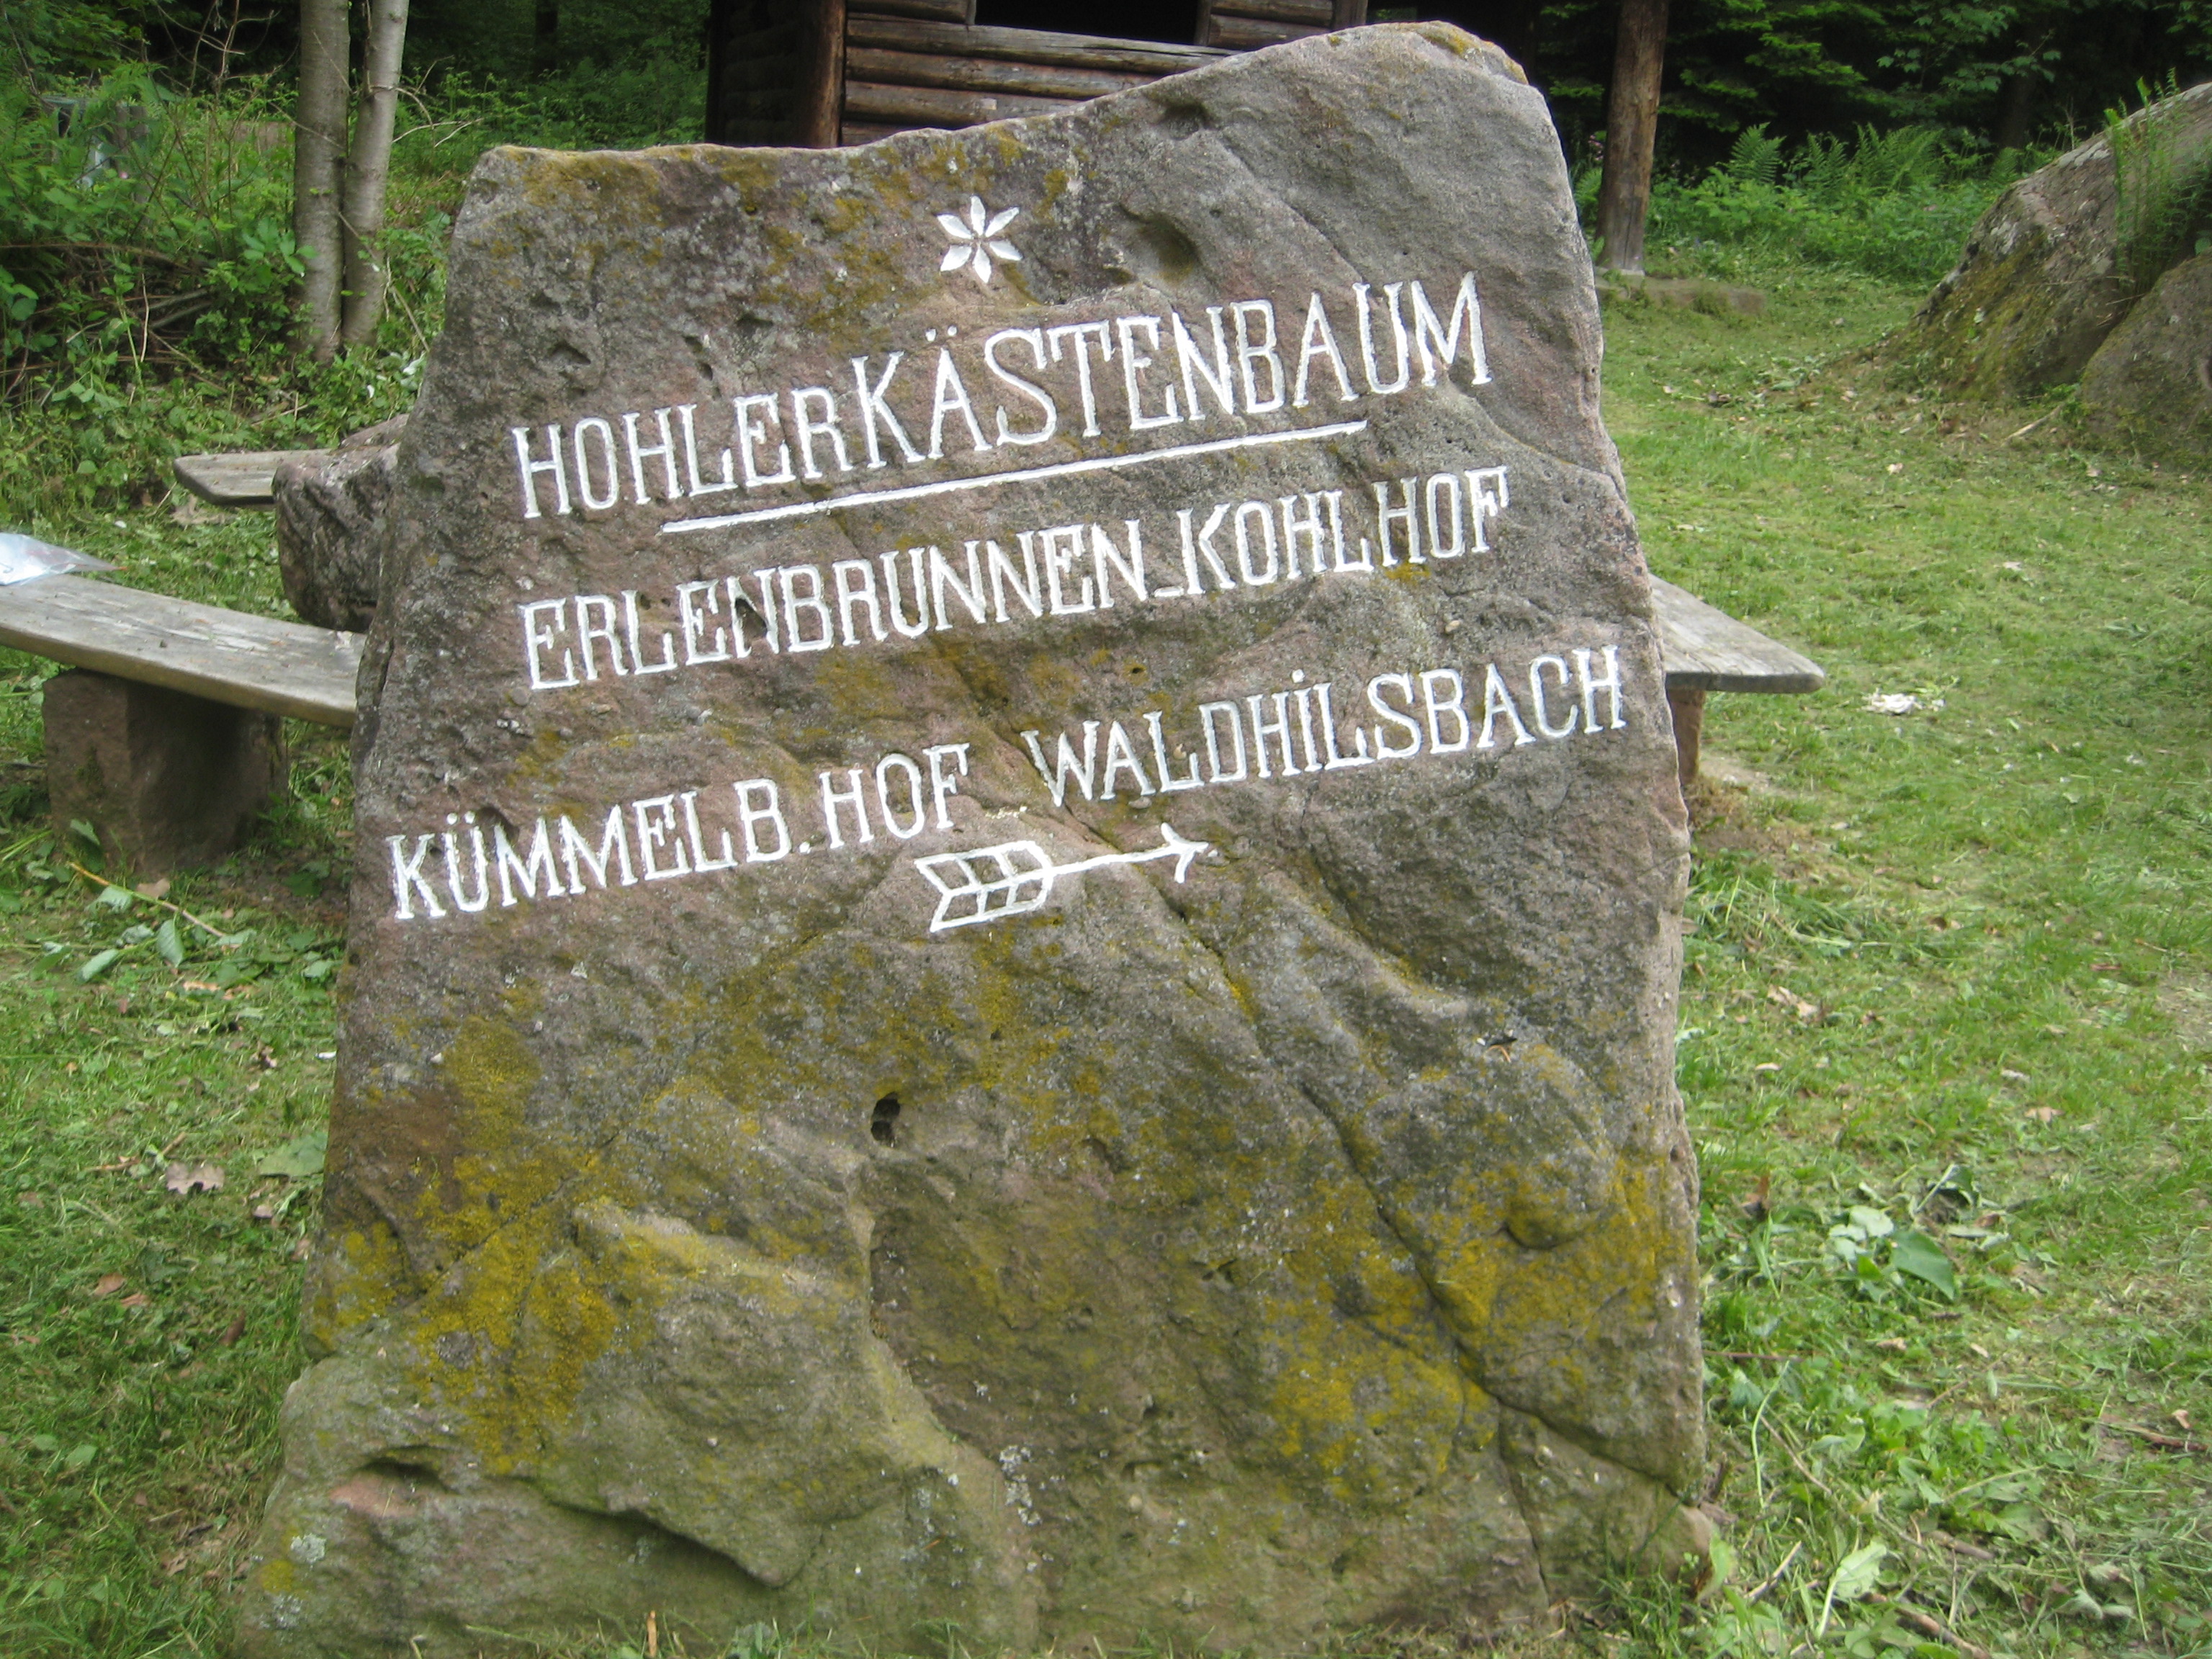 HOHLER KÄSTENBAUM
ERLENBRUNNEN_KOHLHOF
KÜMMELB.HOF WALDHILSBACH